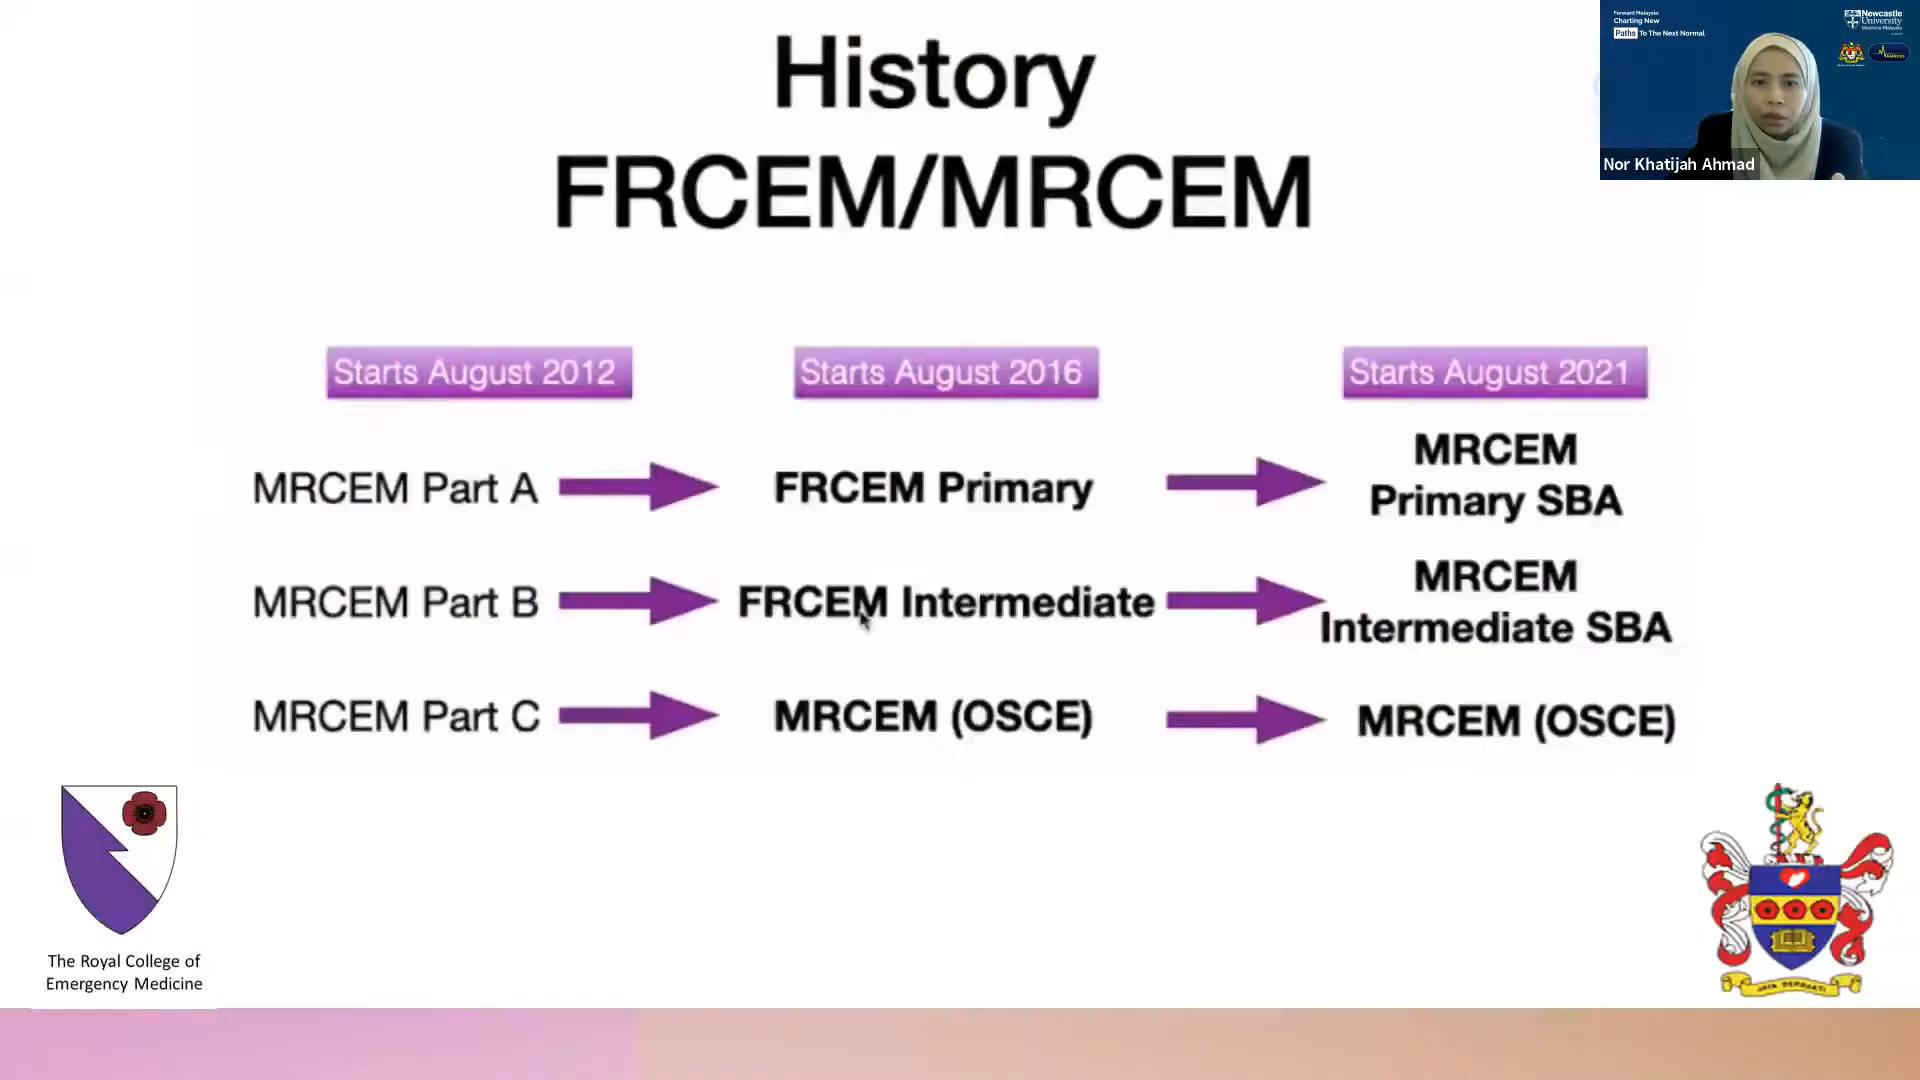 History
FRCEM/MRCEM
Forward Malaysia
Charting New
Paths To The Next Normal
Newcastle
University
Nor Khatijah Ahmad
Starts August 2012
Starts August 2016
Starts August 2021
MRCEM Part A
FRCEM Primary
MRCEM
Primary SBA
MRCEM Part B
FRCEM Intermediate
MRCEM
Intermediate SBA
MRCEM Part C
MRCEM (OSCE)
MRCEM (OSCE)
The Royal College of
Emergency Medicine